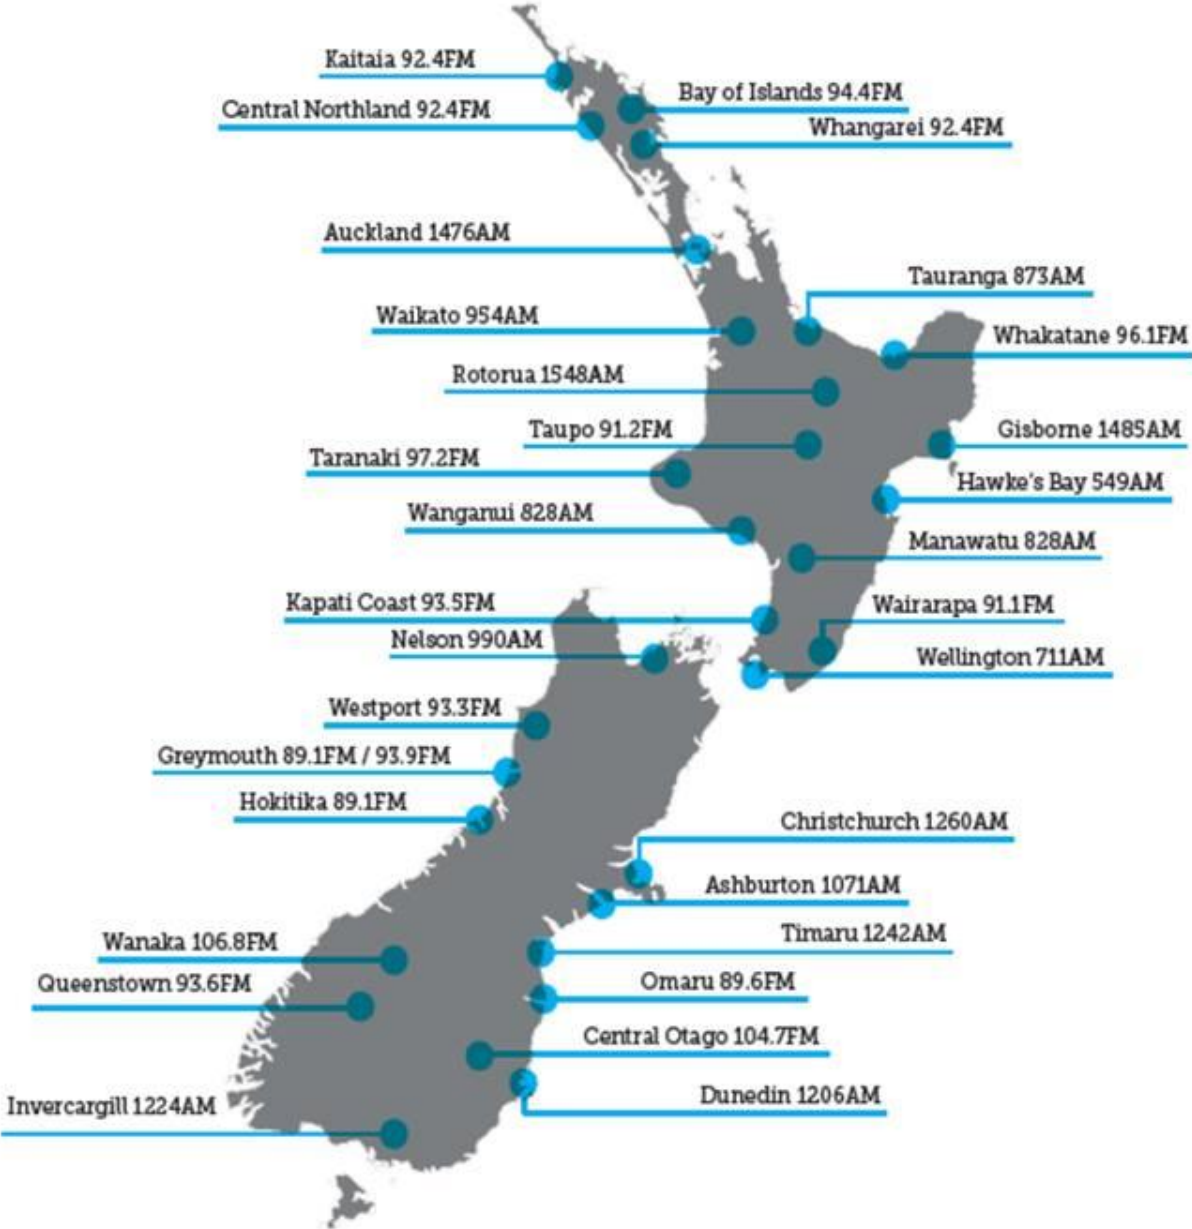 Kaitaia 92.4FM
Bay of Islands 94.4FM
Central Northland 92.4FM
Whangarei 92.4FM
Auckland 1476AM
Tauranga 873AM
Waikato 954AM
Whakatane 96.1FM
Rotorua 1548AM
Taupo 91.2FM
Gisborne 1485AM
Taranaki 97.2FM
Hawke's Bay 549AM
Wanganui 828AM
Manawatu 828AM
Kapati Coast 93.5FM
Wairarapa 91.1FM
Nelson 990AM
Wellington 711AM
Westport 93.3FM
Greymouth 89.1FM / 93.9FM
Hokitika 89.1FM
Christchurch 1260AM
Ashburton 1071AM
Timaru 1242AM
Wanaka 106.8FM
Queenstown 93.6FM
Omaru 89.6FM
Central Otago 104.7FM
Dunedin 1206AM
Invercargill 1224AM